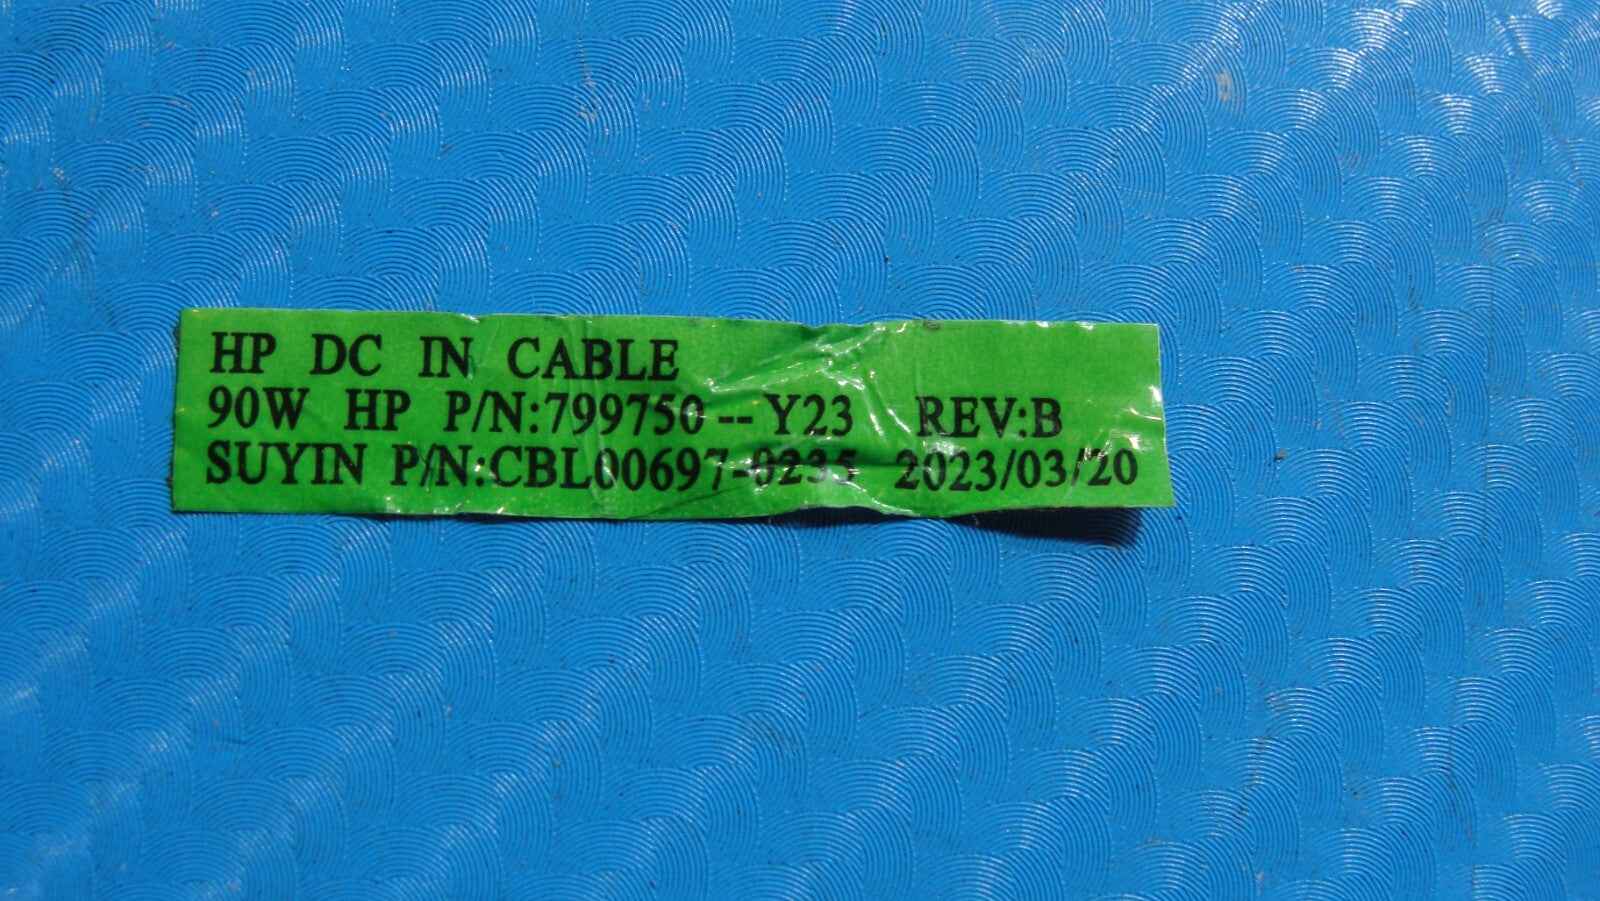 HP DC IN CABLE
90W HP P/N:799750--Y23 REV:B
SUYIN P/N:CBL00697-0235 2023/03/20